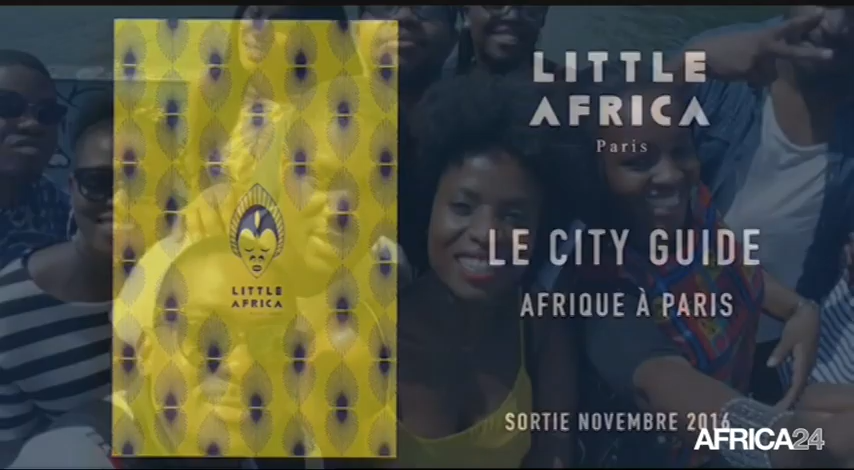 LITTLE
AFRICA
Paris
LE CITY GUIDE
AFRIQUE À PARIS
LITTLE
AFRICA
SORTIE NOVEMBRE 2016
AFRICA24